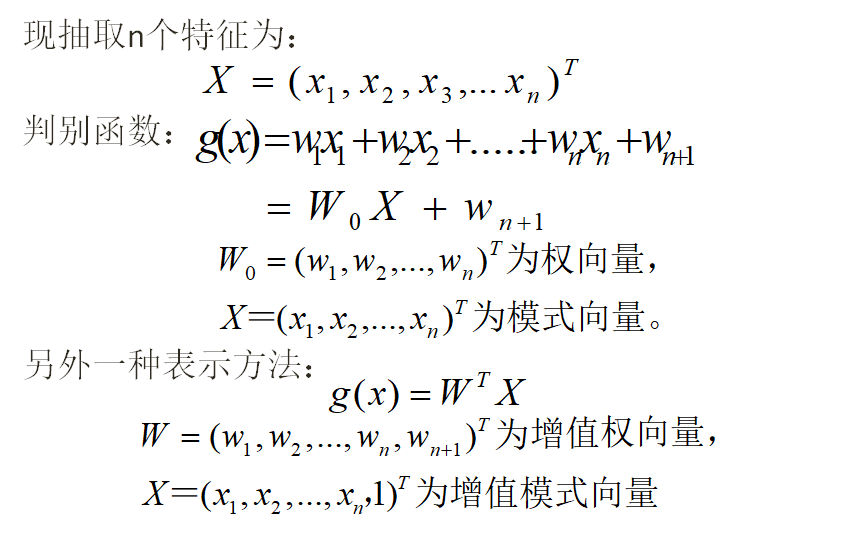 现抽取n个特征为:
X = (x₁, x₂, x₃,... xₙ)ᵀ
判别函数: g(x)=w₁x₁+w₂x₂+.....+wₙxₙ+wₙ₊₁
= W₀ X + wₙ₊₁
W₀ = (w₁, w₂,..., wₙ)ᵀ 为权向量，
X＝(x₁, x₂,..., xₙ)ᵀ 为模式向量。
另外一种表示方法:
g(x) = Wᵀ X
W = (w₁, w₂,..., wₙ, wₙ₊₁)ᵀ 为增值权向量，
X＝(x₁, x₂,..., xₙ,1)ᵀ 为增值模式向量